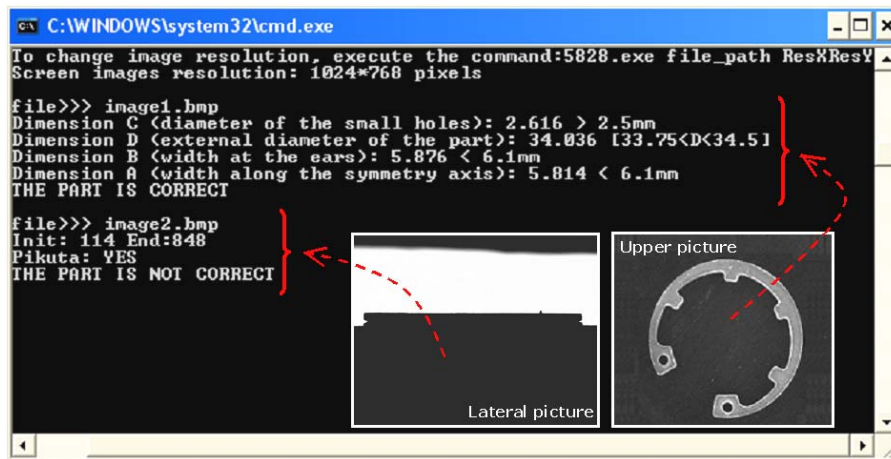 C:\WINDOWS\system32\cmd.exe
To change image resolution, execute the command:5828.exe file_path ResXResY
Screen images resolution: 1024*768 pixels
file>>> image1.bmp
Dimension C (diameter of the small holes): 2.616 > 2.5mm
Dimension D (external diameter of the part): 34.036 [33.75<D<34.5]
Dimension B (width at the ears): 5.876 < 6.1mm
Dimension A (width along the symmetry axis): 5.814 < 6.1mm
THE PART IS CORRECT
file>>> image2.bmp
Init: 114 End:848
Pikuta: YES
THE PART IS NOT CORRECT
Upper picture
Lateral picture